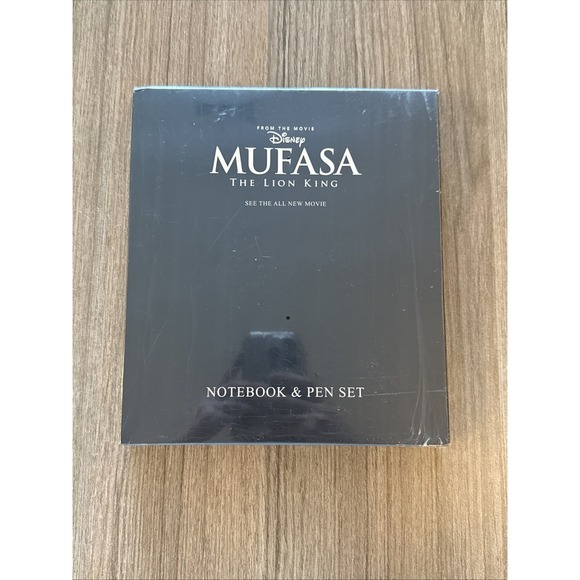 FROM THE MOVIE
Disney
MUFASA
THE LION KING
SEE THE ALL NEW MOVIE
NOTEBOOK & PEN SET